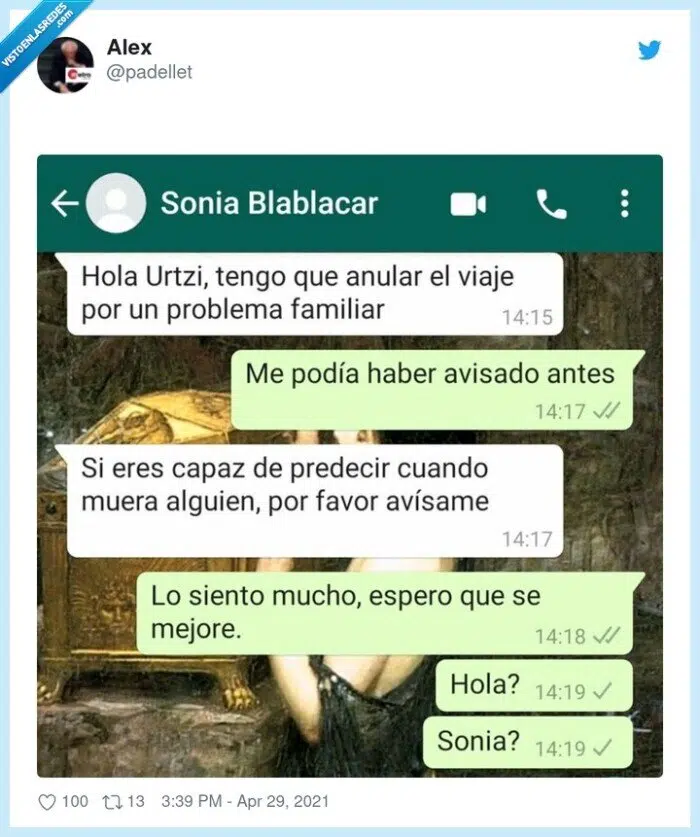 VISTOENLASREDES
.com
Alex
@padellet
Sonia Blablacar
Hola Urtzi, tengo que anular el viaje
por un problema familiar
14:15
Me podía haber avisado antes
14:17
Si eres capaz de predecir cuando
muera alguien, por favor avísame
14:17
Lo siento mucho, espero que se
mejore.
14:18
Hola? 14:19
Sonia? 14:19
100 13 3:39 PM - Apr 29, 2021